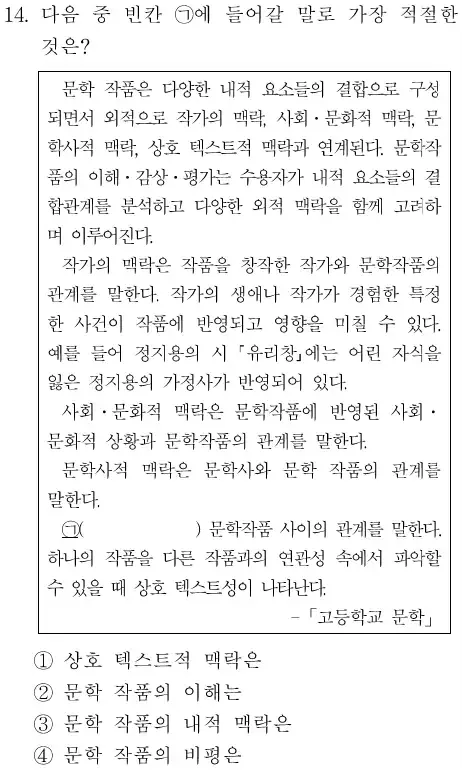 14. 다음 중 빈칸 ㉠에 들어갈 말로 가장 적절한
것은?
문학 작품은 다양한 내적 요소들의 결합으로 구성
되면서 외적으로 작가의 맥락, 사회·문화적 맥락, 문
학사적 맥락, 상호 텍스트적 맥락과 연계된다. 문학작
품의 이해·감상·평가는 수용자가 내적 요소들의 결
합관계를 분석하고 다양한 외적 맥락을 함께 고려하
며 이루어진다.
작가의 맥락은 작품을 창작한 작가와 문학작품의
관계를 말한다. 작가의 생애나 작가가 경험한 특정
한 사건이 작품에 반영되고 영향을 미칠 수 있다.
예를 들어 정지용의 시 「유리창」에는 어린 자식을
잃은 정지용의 가정사가 반영되어 있다.
사회·문화적 맥락은 문학작품에 반영된 사회·
문화적 상황과 문학작품의 관계를 말한다.
문학사적 맥락은 문학사와 문학 작품의 관계를
말한다.
㉠( ) 문학작품 사이의 관계를 말한다.
하나의 작품을 다른 작품과의 연관성 속에서 파악할
수 있을 때 상호 텍스트성이 나타난다.
-「고등학교 문학」
① 상호 텍스트적 맥락은
② 문학 작품의 이해는
③ 문학 작품의 내적 맥락은
④ 문학 작품의 비평은